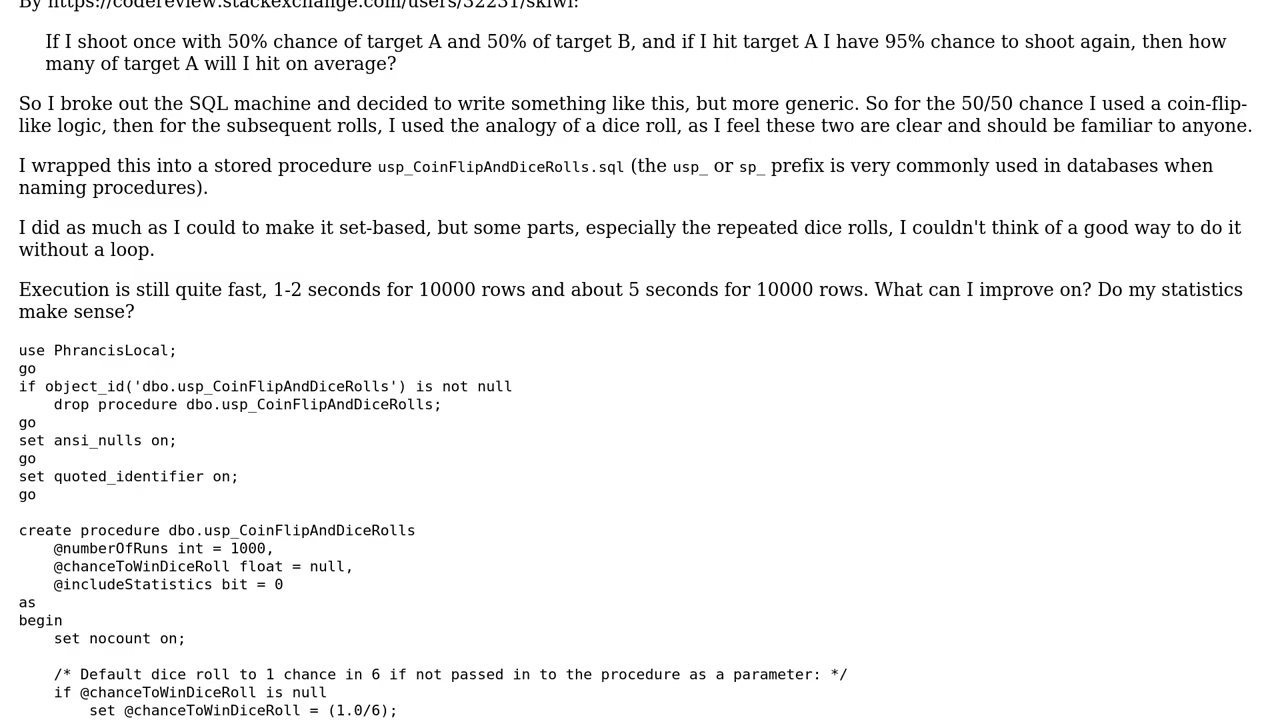 By https://codereview.stackexchange.com/users/32231/skiwi:
If I shoot once with 50% chance of target A and 50% of target B, and if I hit target A I have 95% chance to shoot again, then how
many of target A will I hit on average?
So I broke out the SQL machine and decided to write something like this, but more generic. So for the 50/50 chance I used a coin-flip-
like logic, then for the subsequent rolls, I used the analogy of a dice roll, as I feel these two are clear and should be familiar to anyone.
I wrapped this into a stored procedure usp_CoinFlipAndDiceRolls.sql (the usp_ or sp_ prefix is very commonly used in databases when
naming procedures).
I did as much as I could to make it set-based, but some parts, especially the repeated dice rolls, I couldn't think of a good way to do it
without a loop.
Execution is still quite fast, 1-2 seconds for 10000 rows and about 5 seconds for 10000 rows. What can I improve on? Do my statistics
make sense?
use PhrancisLocal;
go
if object_id('dbo.usp_CoinFlipAndDiceRolls') is not null
    drop procedure dbo.usp_CoinFlipAndDiceRolls;
go
set ansi_nulls on;
go
set quoted_identifier on;
go
create procedure dbo.usp_CoinFlipAndDiceRolls
    @numberOfRuns int = 1000,
    @chanceToWinDiceRoll float = null,
    @includeStatistics bit = 0
as
begin
    set nocount on;
    /* Default dice roll to 1 chance in 6 if not passed in to the procedure as a parameter: */
    if @chanceToWinDiceRoll is null
        set @chanceToWinDiceRoll = (1.0/6);